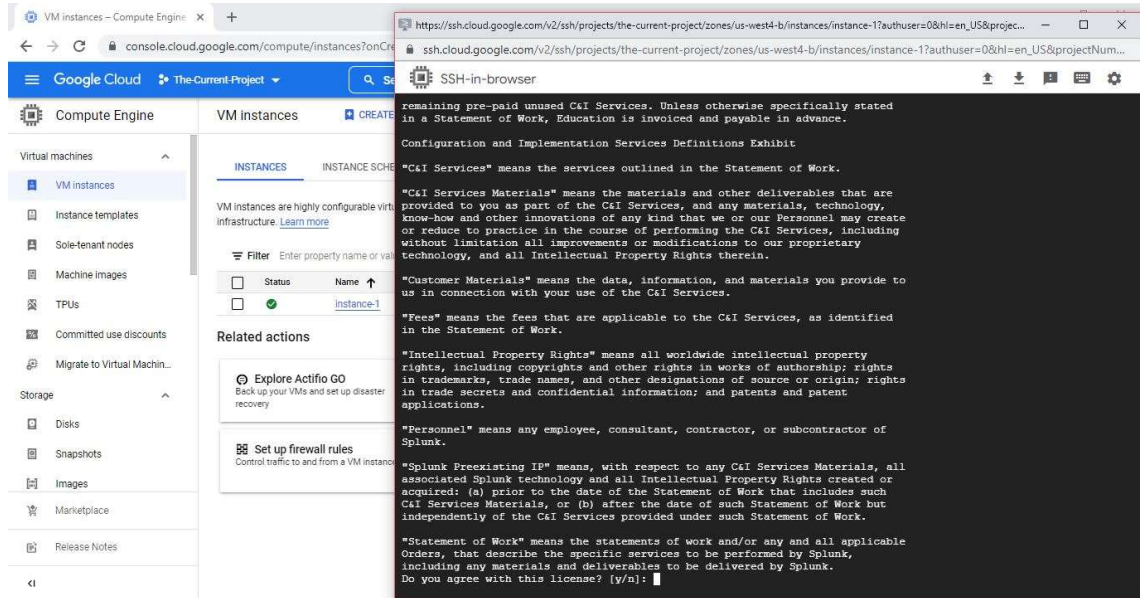 VM instances – Compute Engine
https://ssh.cloud.google.com/v2/ssh/projects/the-current-project/zones/us-west4-b/instances/instance-1?authuser=0&hl=en_US&projec...
console.cloud.google.com/compute/instances?onCre
ssh.cloud.google.com/v2/ssh/projects/the-current-project/zones/us-west4-b/instances/instance-1?authuser=0&hl=en_US&projectNum...
Google Cloud
The-Current-Project
Se
SSH-in-browser
Compute Engine
Virtual machines
VM instances
Instance templates
Sole-tenant nodes
Machine images
TPUs
Committed use discounts
Migrate to Virtual Machin...
Storage
Disks
Snapshots
Images
Marketplace
Release Notes
VM instances
CREATE
INSTANCES
INSTANCE SCHE
VM instances are highly configurable virtu
infrastructure. Learn more
Filter Enter property name or val
Status Name
instance-1
Related actions
Explore Actifio GO
Back up your VMs and set up disaster
recovery
Set up firewall rules
Control traffic to and from a VM instance
remaining pre-paid unused C&I Services. Unless otherwise specifically stated
in a Statement of Work, Education is invoiced and payable in advance.
Configuration and Implementation Services Definitions Exhibit
"C&I Services" means the services outlined in the Statement of Work.
"C&I Services Materials" means the materials and other deliverables that are
provided to you as part of the C&I Services, and any materials, technology,
know-how and other innovations of any kind that we or our Personnel may create
or reduce to practice in the course of performing the C&I Services, including
without limitation all improvements or modifications to our proprietary
technology, and all Intellectual Property Rights therein.
"Customer Materials" means the data, information, and materials you provide to
us in connection with your use of the C&I Services.
"Fees" means the fees that are applicable to the C&I Services, as identified
in the Statement of Work.
"Intellectual Property Rights" means all worldwide intellectual property
rights, including copyrights and other rights in works of authorship; rights
in trademarks, trade names, and other designations of source or origin; rights
in trade secrets and confidential information; and patents and patent
applications.
"Personnel" means any employee, consultant, contractor, or subcontractor of
Splunk.
"Splunk Preexisting IP" means, with respect to any C&I Services Materials, all
associated Splunk technology and all Intellectual Property Rights created or
acquired: (a) prior to the date of the Statement of Work that includes such
C&I Services Materials, or (b) after the date of such Statement of Work but
independently of the C&I Services provided under such Statement of Work.
"Statement of Work" means the statements of work and/or any and all applicable
Orders, that describe the specific services to be performed by Splunk,
including any materials and deliverables to be delivered by Splunk.
Do you agree with this license? [y/n]: